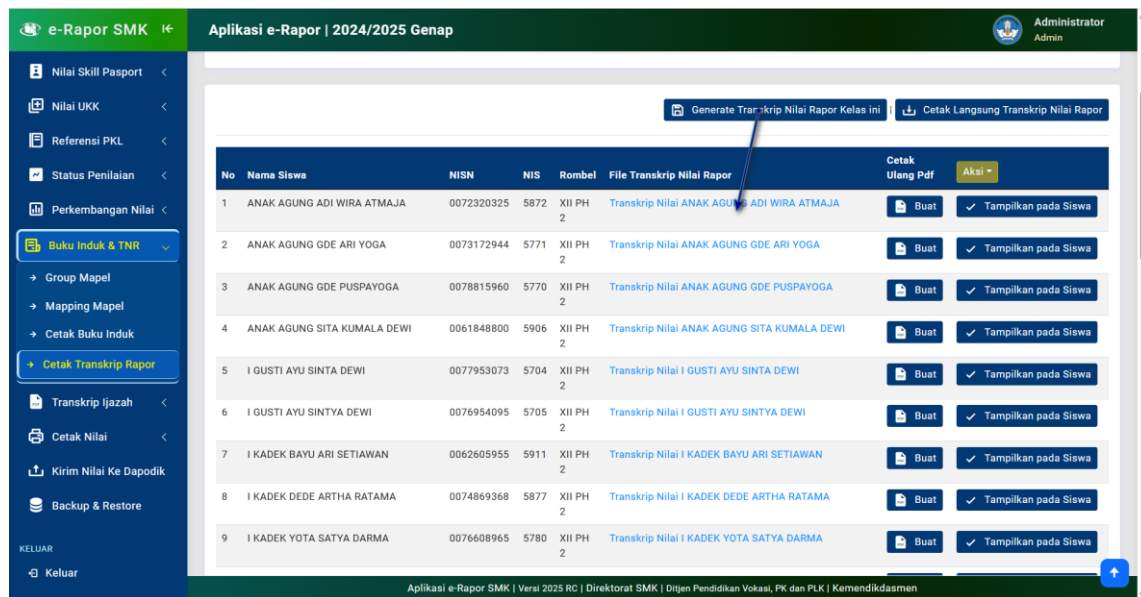 e-Rapor SMK
Aplikasi e-Rapor | 2024/2025 Genap
Administrator
Admin
Nilai Skill Pasport
Nilai UKK
Referensi PKL
Status Penilaian
Perkembangan Nilai
Buku Induk & TNR
Group Mapel
Mapping Mapel
Cetak Buku Induk
Cetak Transkrip Rapor
Transkrip Ijazah
Cetak Nilai
Kirim Nilai Ke Dapodik
Backup & Restore
KELUAR
Keluar
Generate Transkrip Nilai Rapor Kelas ini | Cetak Langsung Transkrip Nilai Rapor
No Nama Siswa NISN NIS Rombel File Transkrip Nilai Rapor Cetak Ulang Pdf Aksi
1 ANAK AGUNG ADI WIRA ATMAJA 0072320325 5872 XII PH 2 Transkrip Nilai ANAK AGUNG ADI WIRA ATMAJA Buat Tampilkan pada Siswa
2 ANAK AGUNG GDE ARI YOGA 0073172944 5771 XII PH 2 Transkrip Nilai ANAK AGUNG GDE ARI YOGA Buat Tampilkan pada Siswa
3 ANAK AGUNG GDE PUSPAYOGA 0078815960 5770 XII PH 2 Transkrip Nilai ANAK AGUNG GDE PUSPAYOGA Buat Tampilkan pada Siswa
4 ANAK AGUNG SITA KUMALA DEWI 0061848800 5906 XII PH 2 Transkrip Nilai ANAK AGUNG SITA KUMALA DEWI Buat Tampilkan pada Siswa
5 I GUSTI AYU SINTA DEWI 0077953073 5704 XII PH 2 Transkrip Nilai I GUSTI AYU SINTA DEWI Buat Tampilkan pada Siswa
6 I GUSTI AYU SINTYA DEWI 0076954095 5705 XII PH 2 Transkrip Nilai I GUSTI AYU SINTYA DEWI Buat Tampilkan pada Siswa
7 I KADEK BAYU ARI SETIAWAN 0062605955 5911 XII PH 2 Transkrip Nilai I KADEK BAYU ARI SETIAWAN Buat Tampilkan pada Siswa
8 I KADEK DEDE ARTHA RATAMA 0074869368 5877 XII PH 2 Transkrip Nilai I KADEK DEDE ARTHA RATAMA Buat Tampilkan pada Siswa
9 I KADEK YOTA SATYA DARMA 0076608965 5780 XII PH 2 Transkrip Nilai I KADEK YOTA SATYA DARMA Buat Tampilkan pada Siswa
Aplikasi e-Rapor SMK | Versi 2025 RC | Direktorat SMK | Ditjen Pendidikan Vokasi, PK dan PLK | Kemendikdasmen